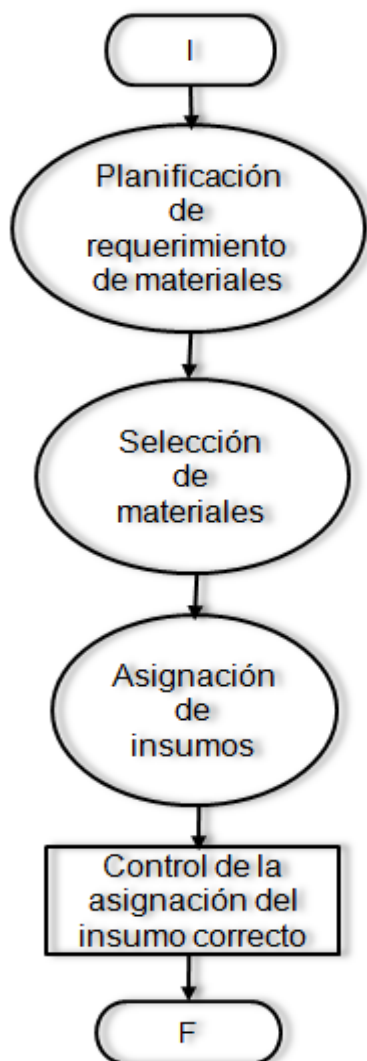 I
Planificación
de
requerimiento
de materiales
Selección
de
materiales
Asignación
de
insumos
Control de la
asignación del
insumo correcto
F